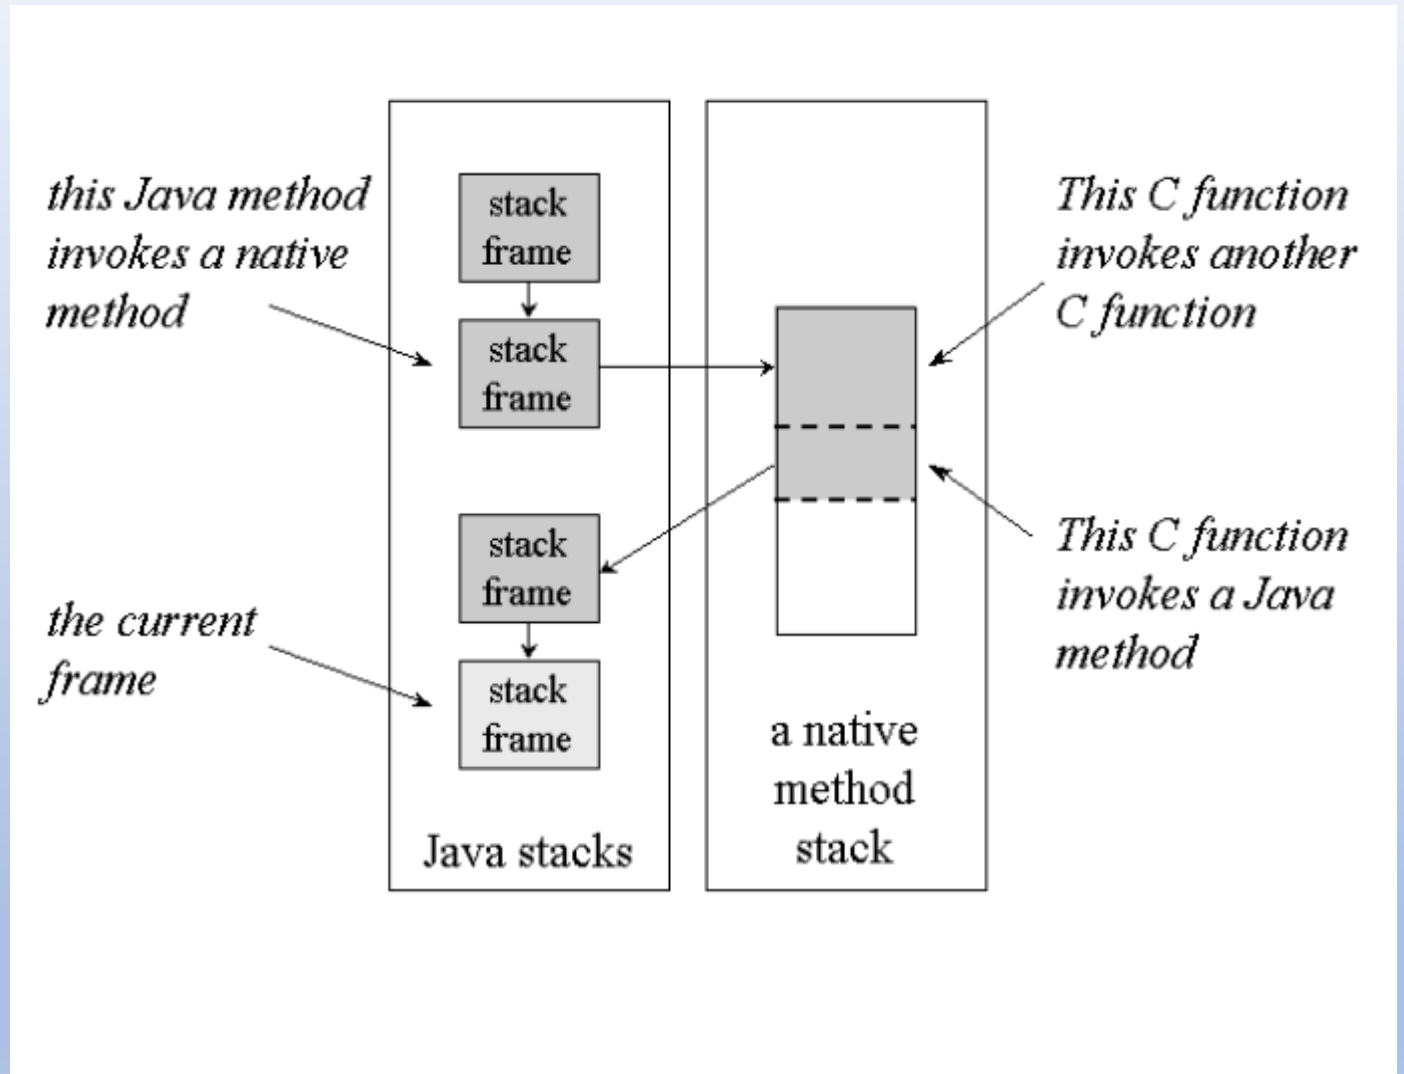 this Java method
invokes a native
method
the current
frame
stack
frame
stack
frame
stack
frame
stack
frame
Java stacks
a native
method
stack
This C function
invokes another
C function
This C function
invokes a Java
method